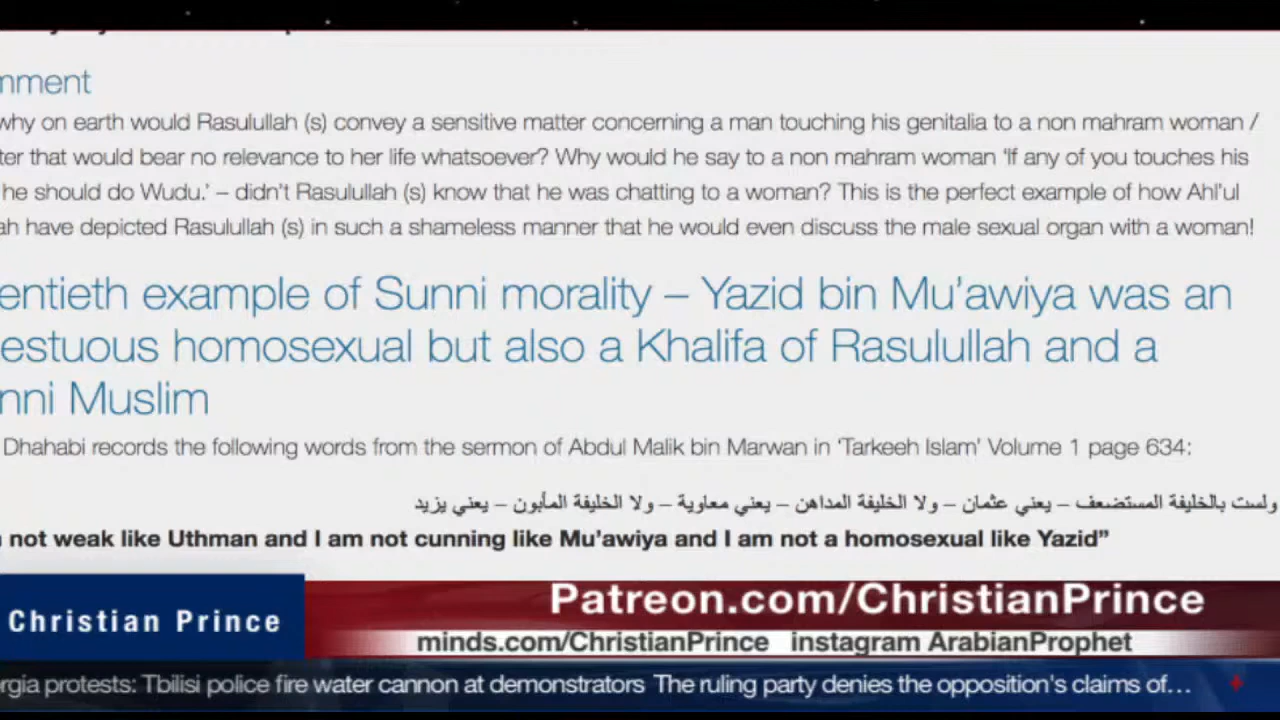 mment
why on earth would Rasulullah (s) convey a sensitive matter concerning a man touching his genitalia to a non mahram woman /
ter that would bear no relevance to her life whatsoever? Why would he say to a non mahram woman ‘If any of you touches his
he should do Wudu.’ – didn’t Rasulullah (s) know that he was chatting to a woman? This is the perfect example of how Ahl’ul
ah have depicted Rasulullah (s) in such a shameless manner that he would even discuss the male sexual organ with a woman!
entieth example of Sunni morality – Yazid bin Mu’awiya was an
estuous homosexual but also a Khalifa of Rasulullah and a
nni Muslim
Dhahabi records the following words from the sermon of Abdul Malik bin Marwan in ‘Tarkeeh Islam’ Volume 1 page 634:
ولست بالخليفة المستضعف – يعني عثمان – ولا الخليفة المداهن – يعني معاوية – ولا الخليفة المأبون – يعني يزيد
not weak like Uthman and I am not cunning like Mu’awiya and I am not a homosexual like Yazid”
Patreon.com/ChristianPrince
Christian Prince
minds.com/ChristianPrince instagram ArabianProphet
rgia protests: Tbilisi police fire water cannon at demonstrators The ruling party denies the opposition's claims of...